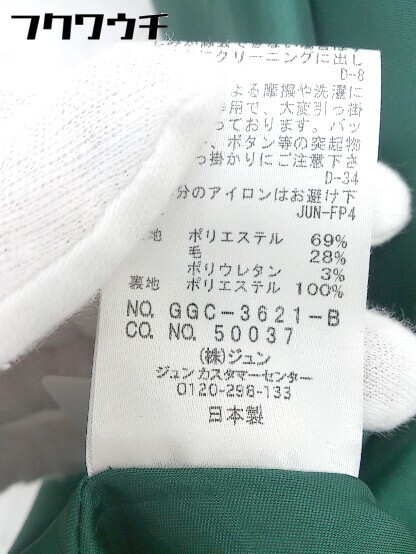 フクワウチ
にクリーニングに出し
D-8
よる摩擦や洗濯に
作用で、大変引っ掛
っております。バッ
、ボタン等の突起物
っ掛かりにご注意下さ
D-34
分のアイロンはお避け下
JUN-FP4
地 ポリエステル 69%
毛 28%
ポリウレタン 3%
裏地 ポリエステル 100%
NO. GGC-3621-B
CO. NO. 50037
(株)ジュン
ジュンカスタマーセンター
0120-298-133
日本製